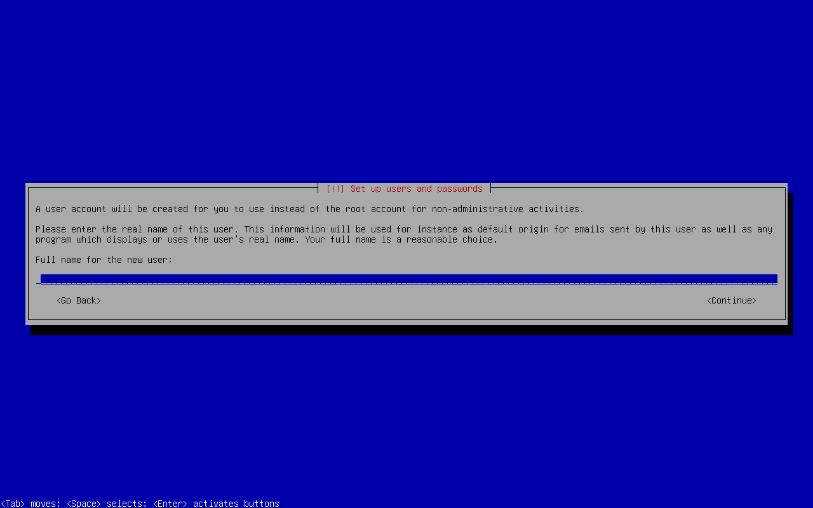 [!!] Set up users and passwords
A user account will be created for you to use instead of the root account for non-administrative activities.
Please enter the real name of this user. This information will be used for instance as default origin for emails sent by this user as well as any
program which displays or uses the user's real name. Your full name is a reasonable choice.
Full name for the new user:
<Go Back> <Continue>
<Tab> moves; <Space> selects; <Enter> activates buttons